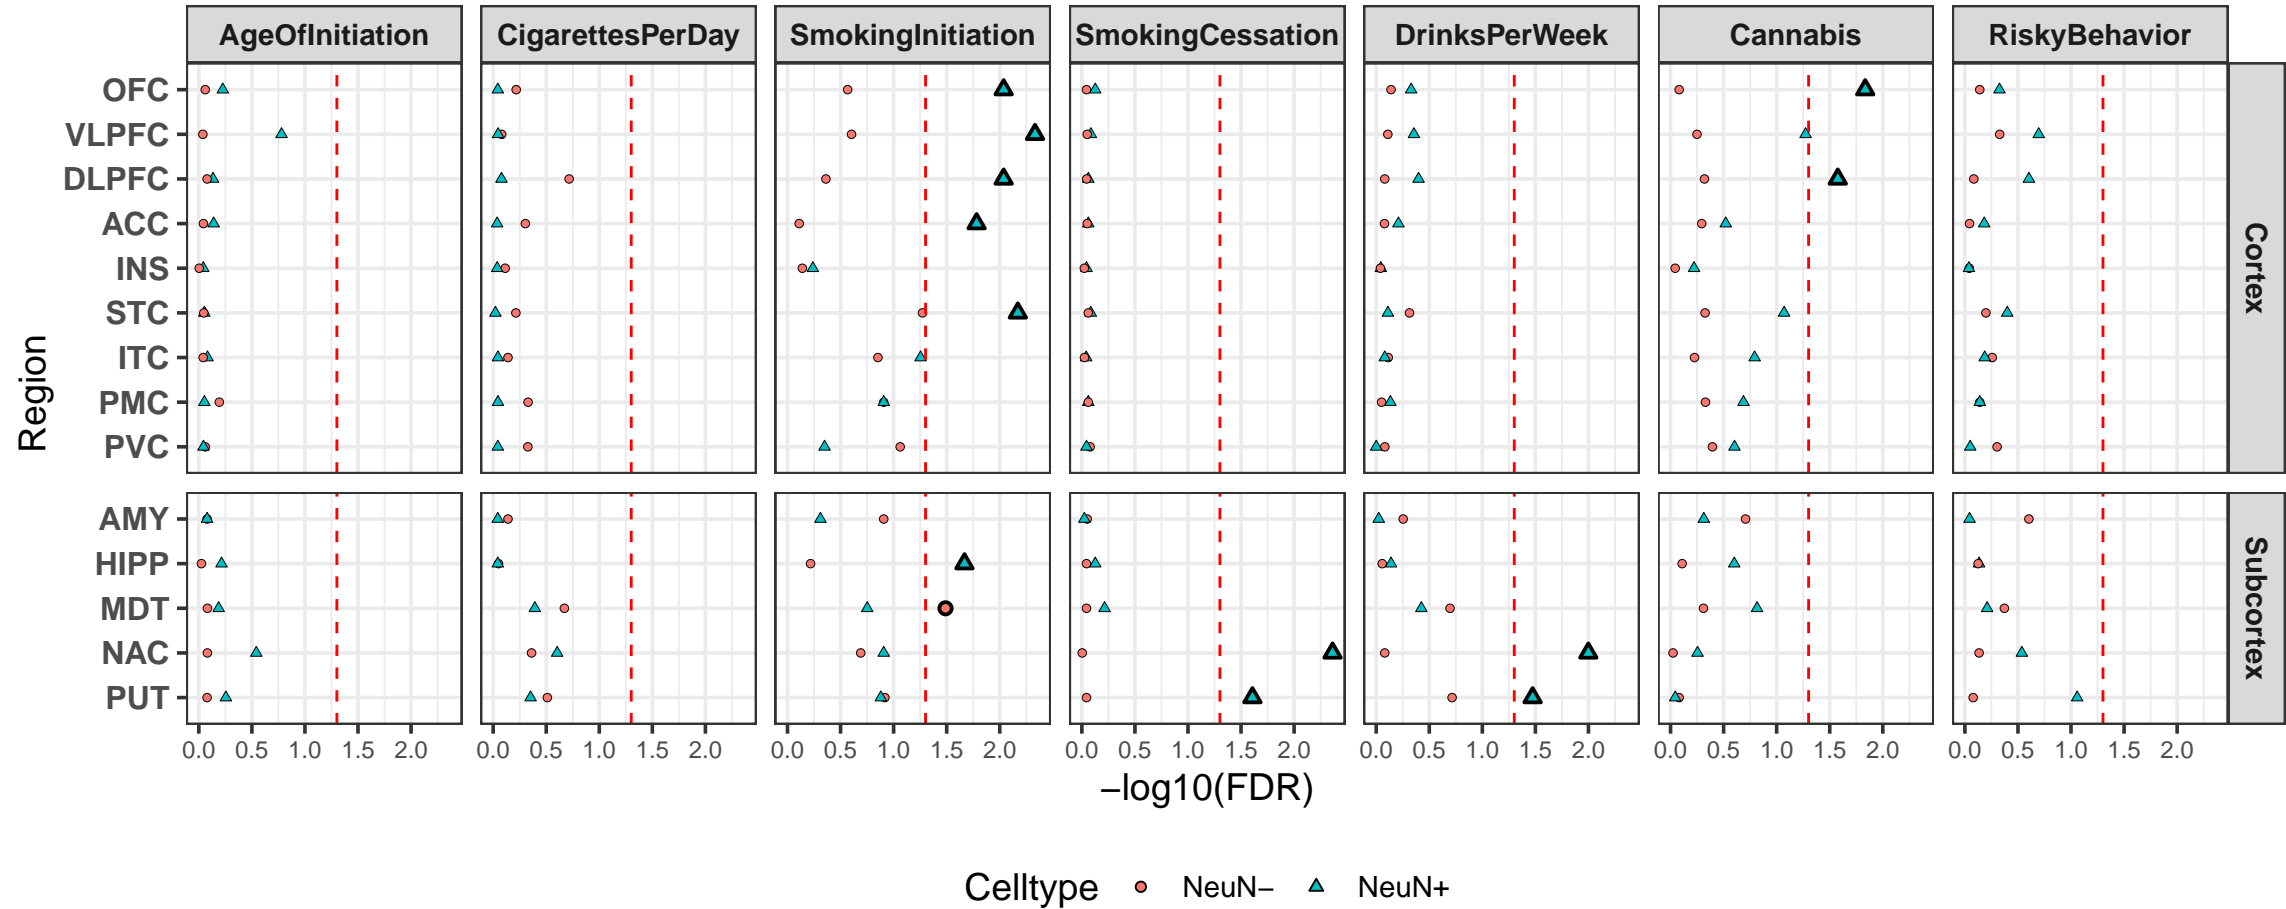 AgeOfInitiation CigarettesPerDay SmokingInitiation SmokingCessation DrinksPerWeek Cannabis RiskyBehavior
Region
OFC
VLPFC
DLPFC
ACC
INS
STC
ITC
PMC
PVC
Cortex
AMY
HIPP
MDT
NAC
PUT
Subcortex
0.0 0.5 1.0 1.5 2.0 0.0 0.5 1.0 1.5 2.0 0.0 0.5 1.0 1.5 2.0 0.0 0.5 1.0 1.5 2.0 0.0 0.5 1.0 1.5 2.0 0.0 0.5 1.0 1.5 2.0 0.0 0.5 1.0 1.5 2.0
−log10(FDR)
Celltype NeuN− NeuN+